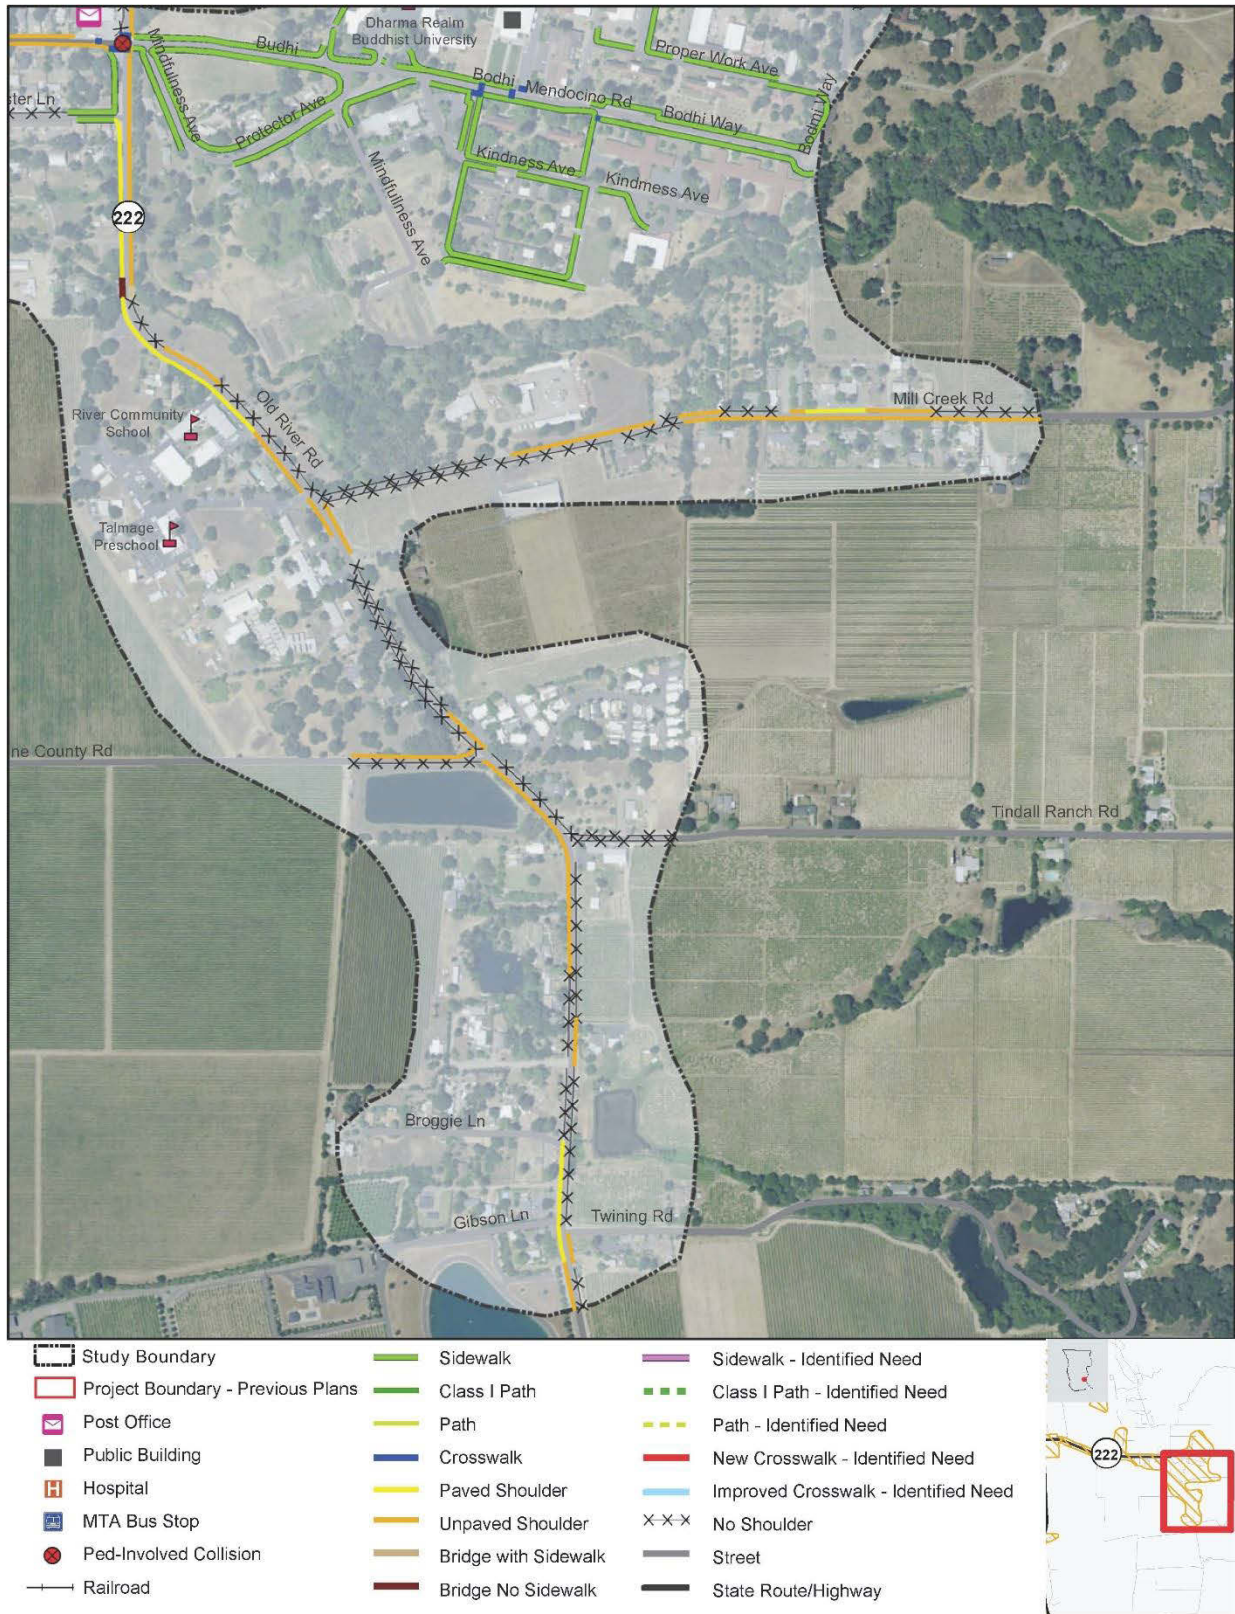 Dharma Realm
Buddhist University
Budhi
Mindfulness Ave
Proper Work Ave
Bodhi
Mendocino Rd
Bodhi Way
Bodmi Way
ster Ln
Protector Ave
Kindness Ave
Kindmess Ave
Mindfullness Ave
222
Mill Creek Rd
Old River Rd
River Community
School
Talmage
Preschool
ne County Rd
Tindall Ranch Rd
Broggie Ln
Gibson Ln
Twining Rd
Study Boundary
Project Boundary - Previous Plans
Post Office
Public Building
H Hospital
MTA Bus Stop
Ped-Involved Collision
Railroad
Sidewalk
Class I Path
Path
Crosswalk
Paved Shoulder
Unpaved Shoulder
Bridge with Sidewalk
Bridge No Sidewalk
Sidewalk - Identified Need
Class I Path - Identified Need
Path - Identified Need
New Crosswalk - Identified Need
Improved Crosswalk - Identified Need
No Shoulder
Street
State Route/Highway
222